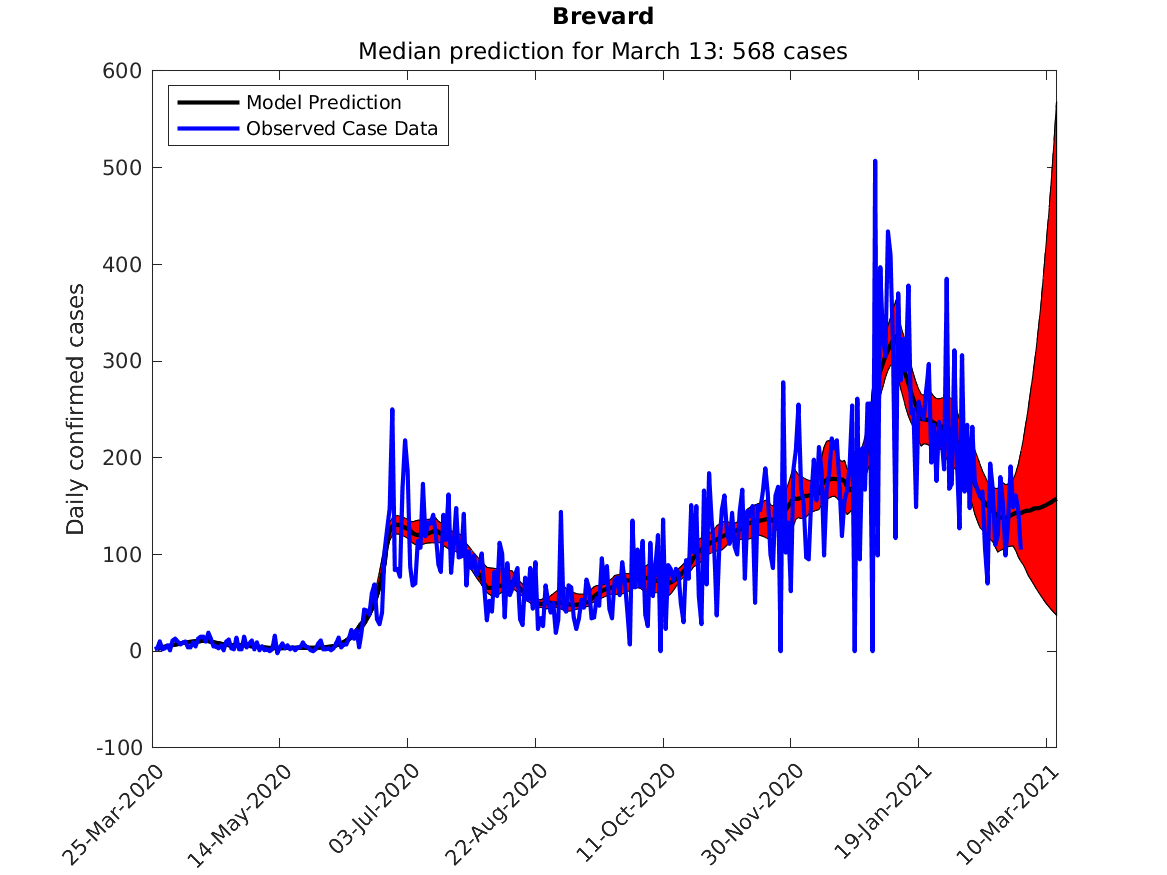 Brevard
Median prediction for March 13: 568 cases
Model Prediction
Observed Case Data
Daily confirmed cases
600
500
400
300
200
100
0
-100
25-Mar-2020
14-May-2020
03-Jul-2020
22-Aug-2020
11-Oct-2020
30-Nov-2020
19-Jan-2021
10-Mar-2021